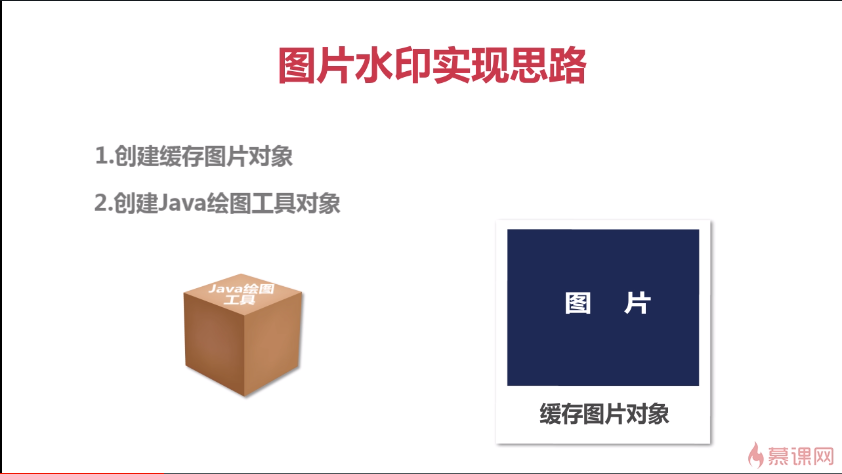 图片水印实现思路
1.创建缓存图片对象
2.创建Java绘图工具对象
Java绘图
工具
图 片
缓存图片对象
慕课网